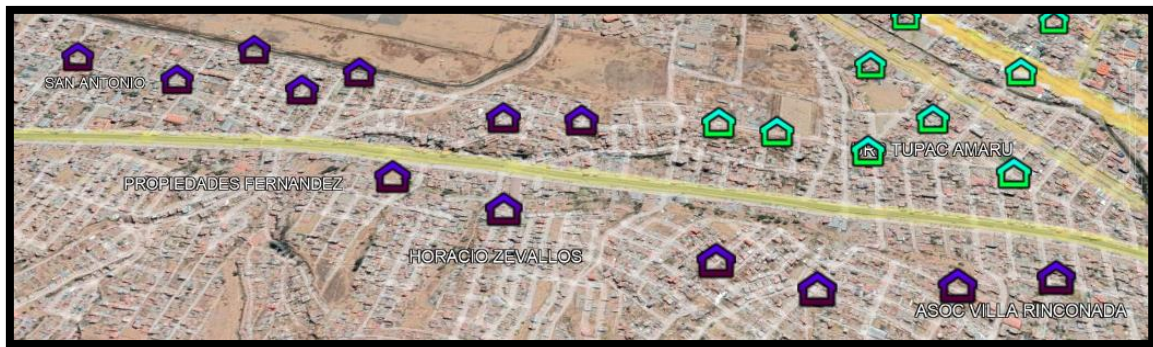 SAN ANTONIO
TUPAC AMARU
PROPIEDADES FERNANDEZ
HORACIO ZEVALLOS
ASOC VILLA RINCONADA